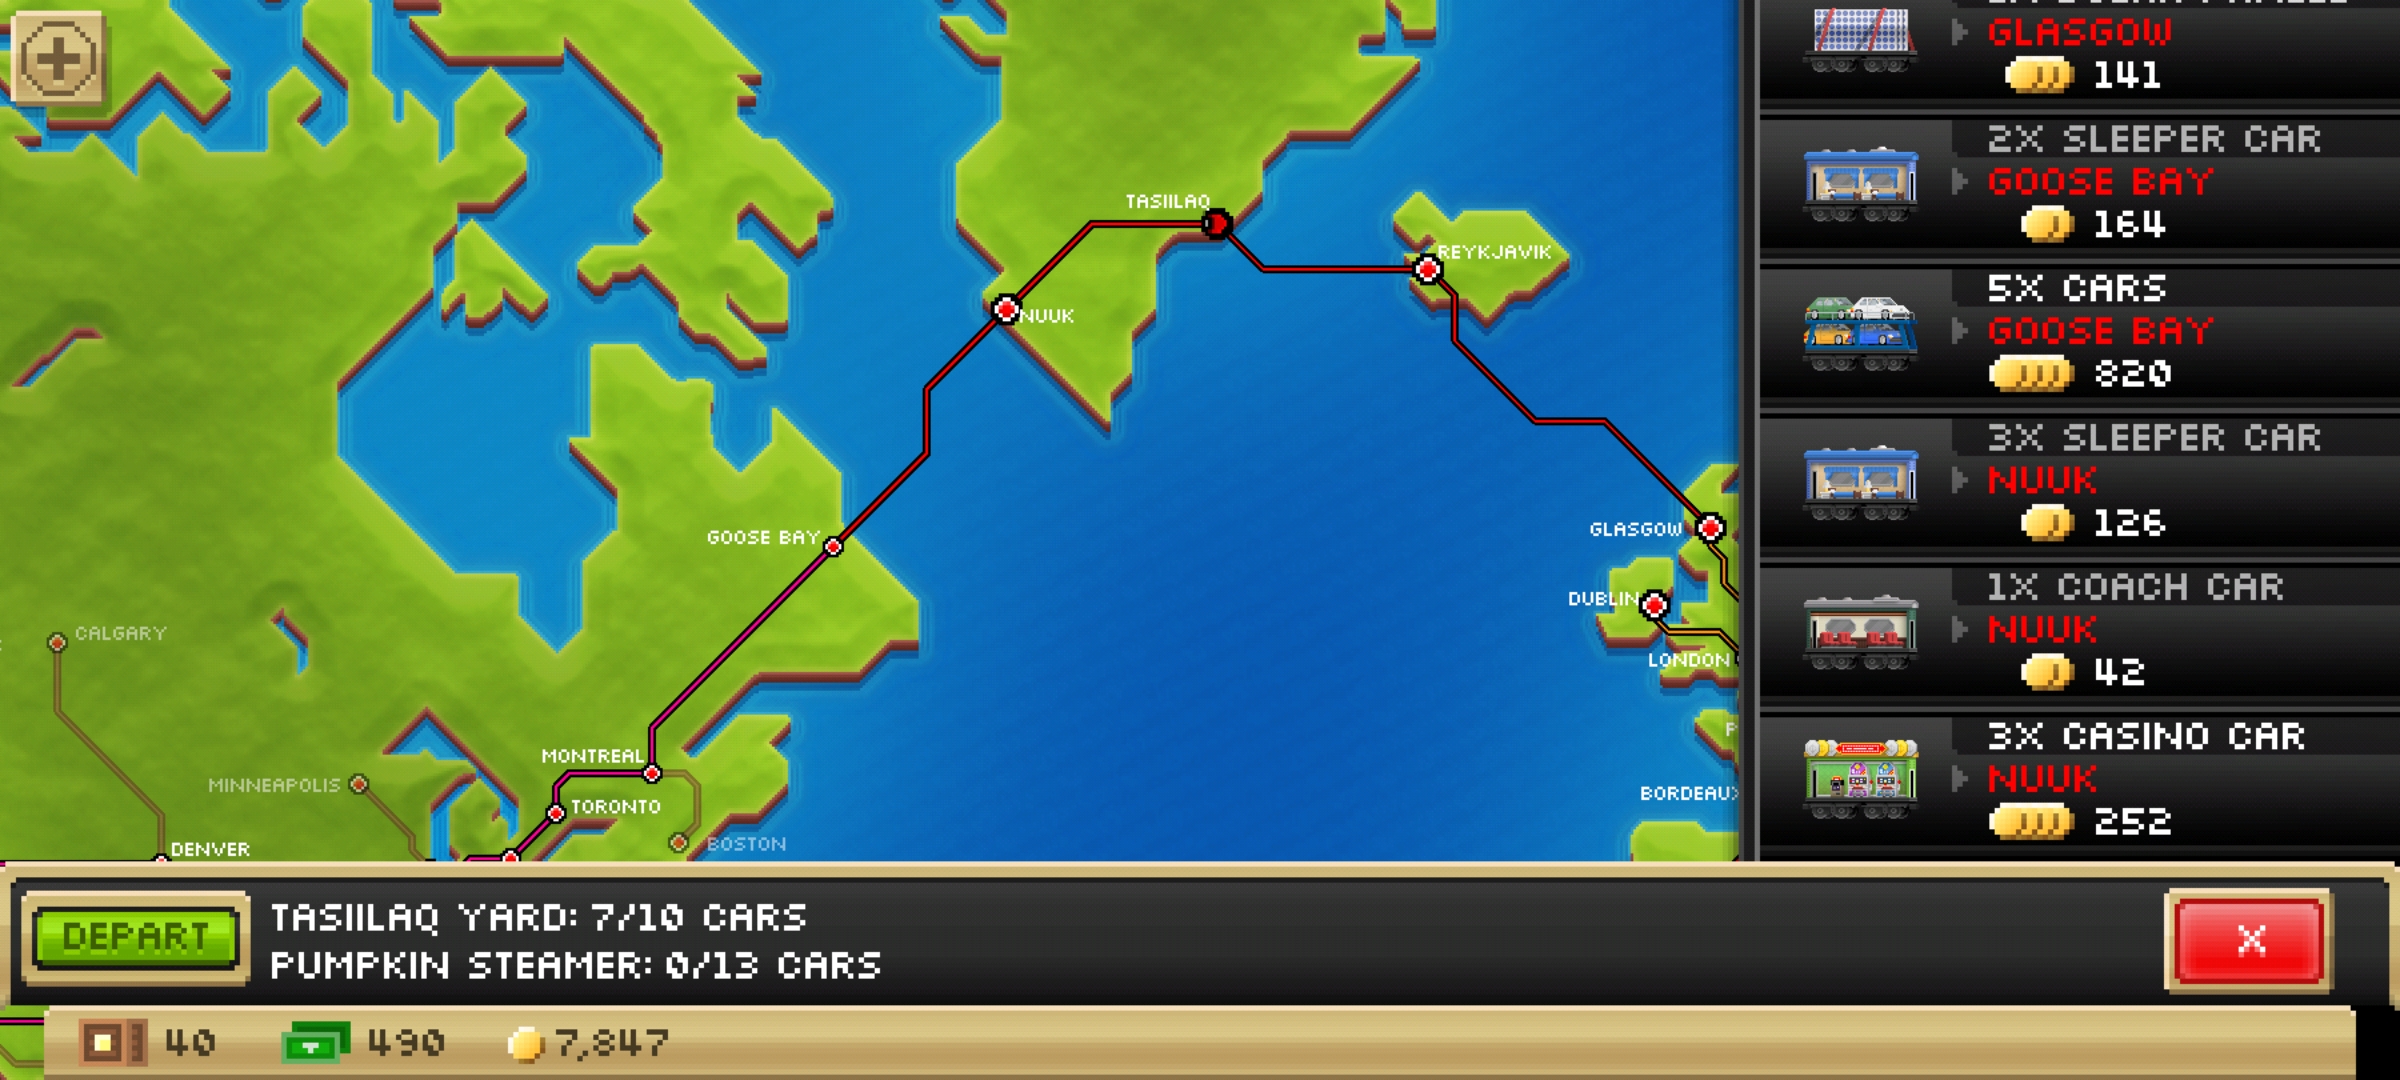 TASIILAQ
REYKJAVIK
NUUK
GOOSE BAY
GLASGOW
DUBLIN
LONDON
CALGARY
MONTREAL
MINNEAPOLIS
TORONTO
BORDEAUX
BOSTON
DENVER
GLASGOW
141
2X SLEEPER CAR
GOOSE BAY
164
5X CARS
GOOSE BAY
820
3X SLEEPER CAR
NUUK
126
1X COACH CAR
NUUK
42
3X CASINO CAR
NUUK
252
DEPART
TASIILAQ YARD: 7/10 CARS
PUMPKIN STEAMER: 0/13 CARS
X
40
490
7,847